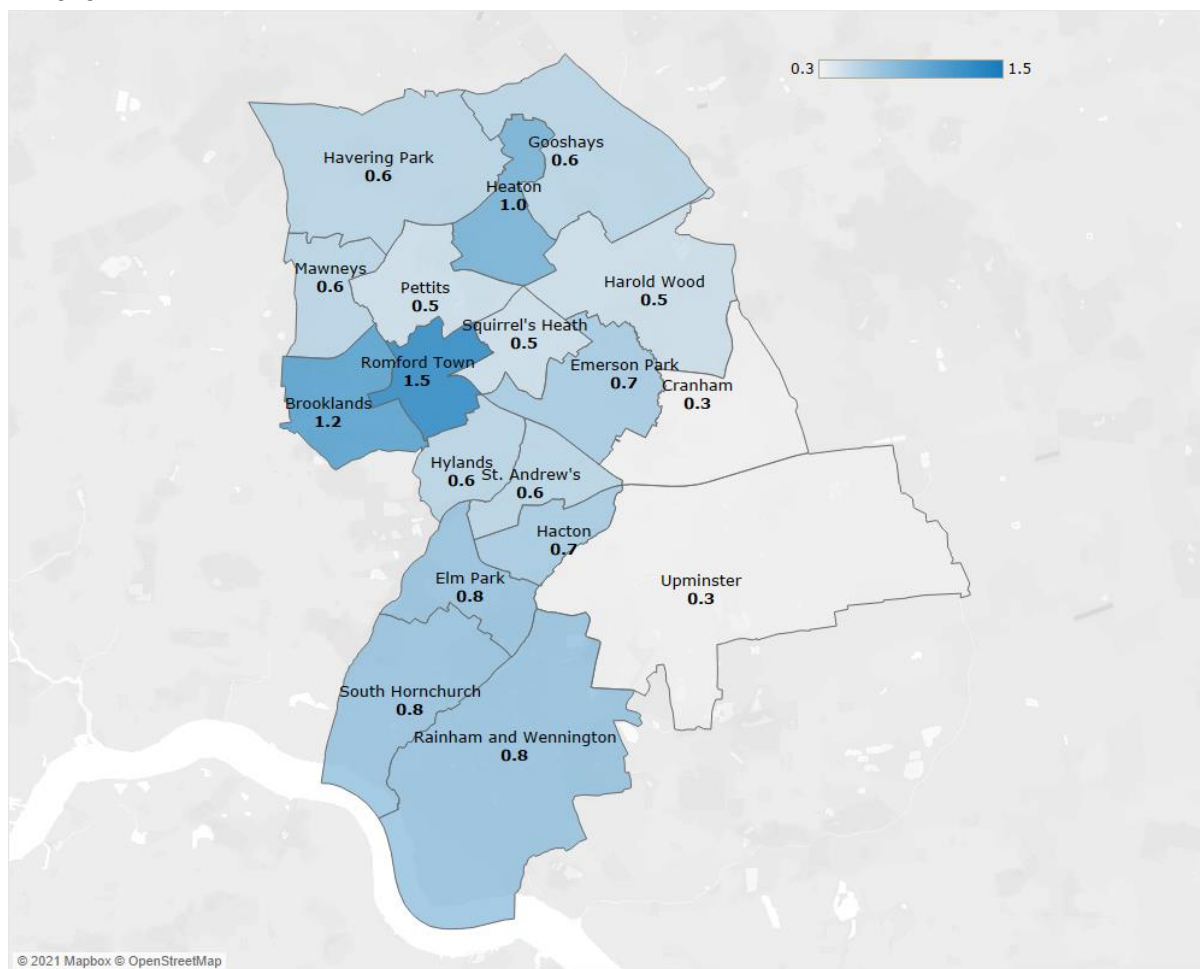 0.3 1.5
Gooshays
0.6
Havering Park
0.6
Heaton
1.0
Mawneys
0.6
Pettits
0.5
Harold Wood
0.5
Squirrel's Heath
0.5
Romford Town
1.5
Emerson Park
0.7
Cranham
0.3
Brooklands
1.2
Hylands
0.6
St. Andrew's
0.6
Hacton
0.7
Elm Park
0.8
Upminster
0.3
South Hornchurch
0.8
Rainham and Wennington
0.8
© 2021 Mapbox © OpenStreetMap